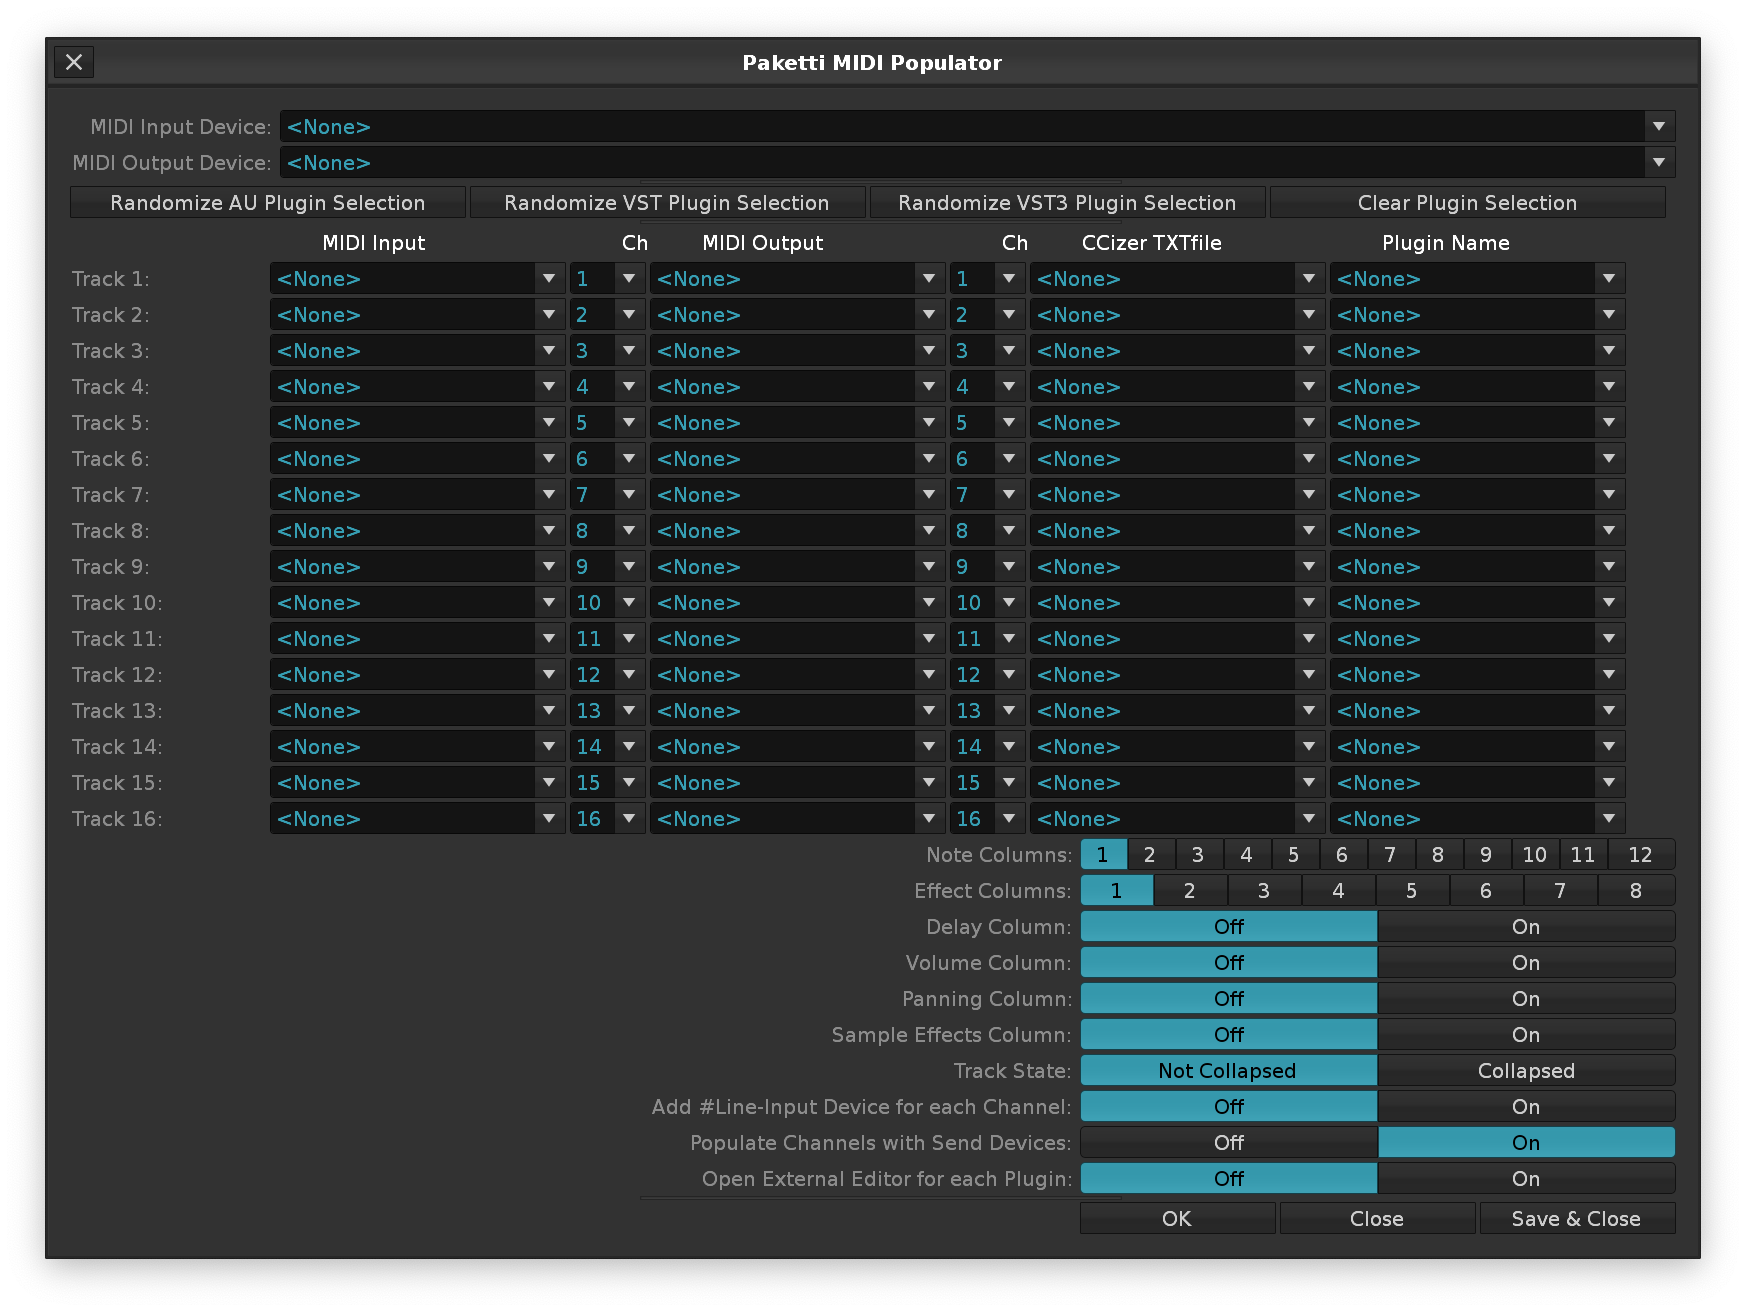 Paketti MIDI Populator
MIDI Input Device: <None>
MIDI Output Device: <None>
Randomize AU Plugin Selection Randomize VST Plugin Selection Randomize VST3 Plugin Selection Clear Plugin Selection
MIDI Input Ch MIDI Output Ch CCizer TXTfile Plugin Name
Track 1: <None> 1 <None> 1 <None> <None>
Track 2: <None> 2 <None> 2 <None> <None>
Track 3: <None> 3 <None> 3 <None> <None>
Track 4: <None> 4 <None> 4 <None> <None>
Track 5: <None> 5 <None> 5 <None> <None>
Track 6: <None> 6 <None> 6 <None> <None>
Track 7: <None> 7 <None> 7 <None> <None>
Track 8: <None> 8 <None> 8 <None> <None>
Track 9: <None> 9 <None> 9 <None> <None>
Track 10: <None> 10 <None> 10 <None> <None>
Track 11: <None> 11 <None> 11 <None> <None>
Track 12: <None> 12 <None> 12 <None> <None>
Track 13: <None> 13 <None> 13 <None> <None>
Track 14: <None> 14 <None> 14 <None> <None>
Track 15: <None> 15 <None> 15 <None> <None>
Track 16: <None> 16 <None> 16 <None> <None>
Note Columns: 1 2 3 4 5 6 7 8 9 10 11 12
Effect Columns: 1 2 3 4 5 6 7 8
Delay Column: Off On
Volume Column: Off On
Panning Column: Off On
Sample Effects Column: Off On
Track State: Not Collapsed Collapsed
Add #Line-Input Device for each Channel: Off On
Populate Channels with Send Devices: Off On
Open External Editor for each Plugin: Off On
OK Close Save & Close